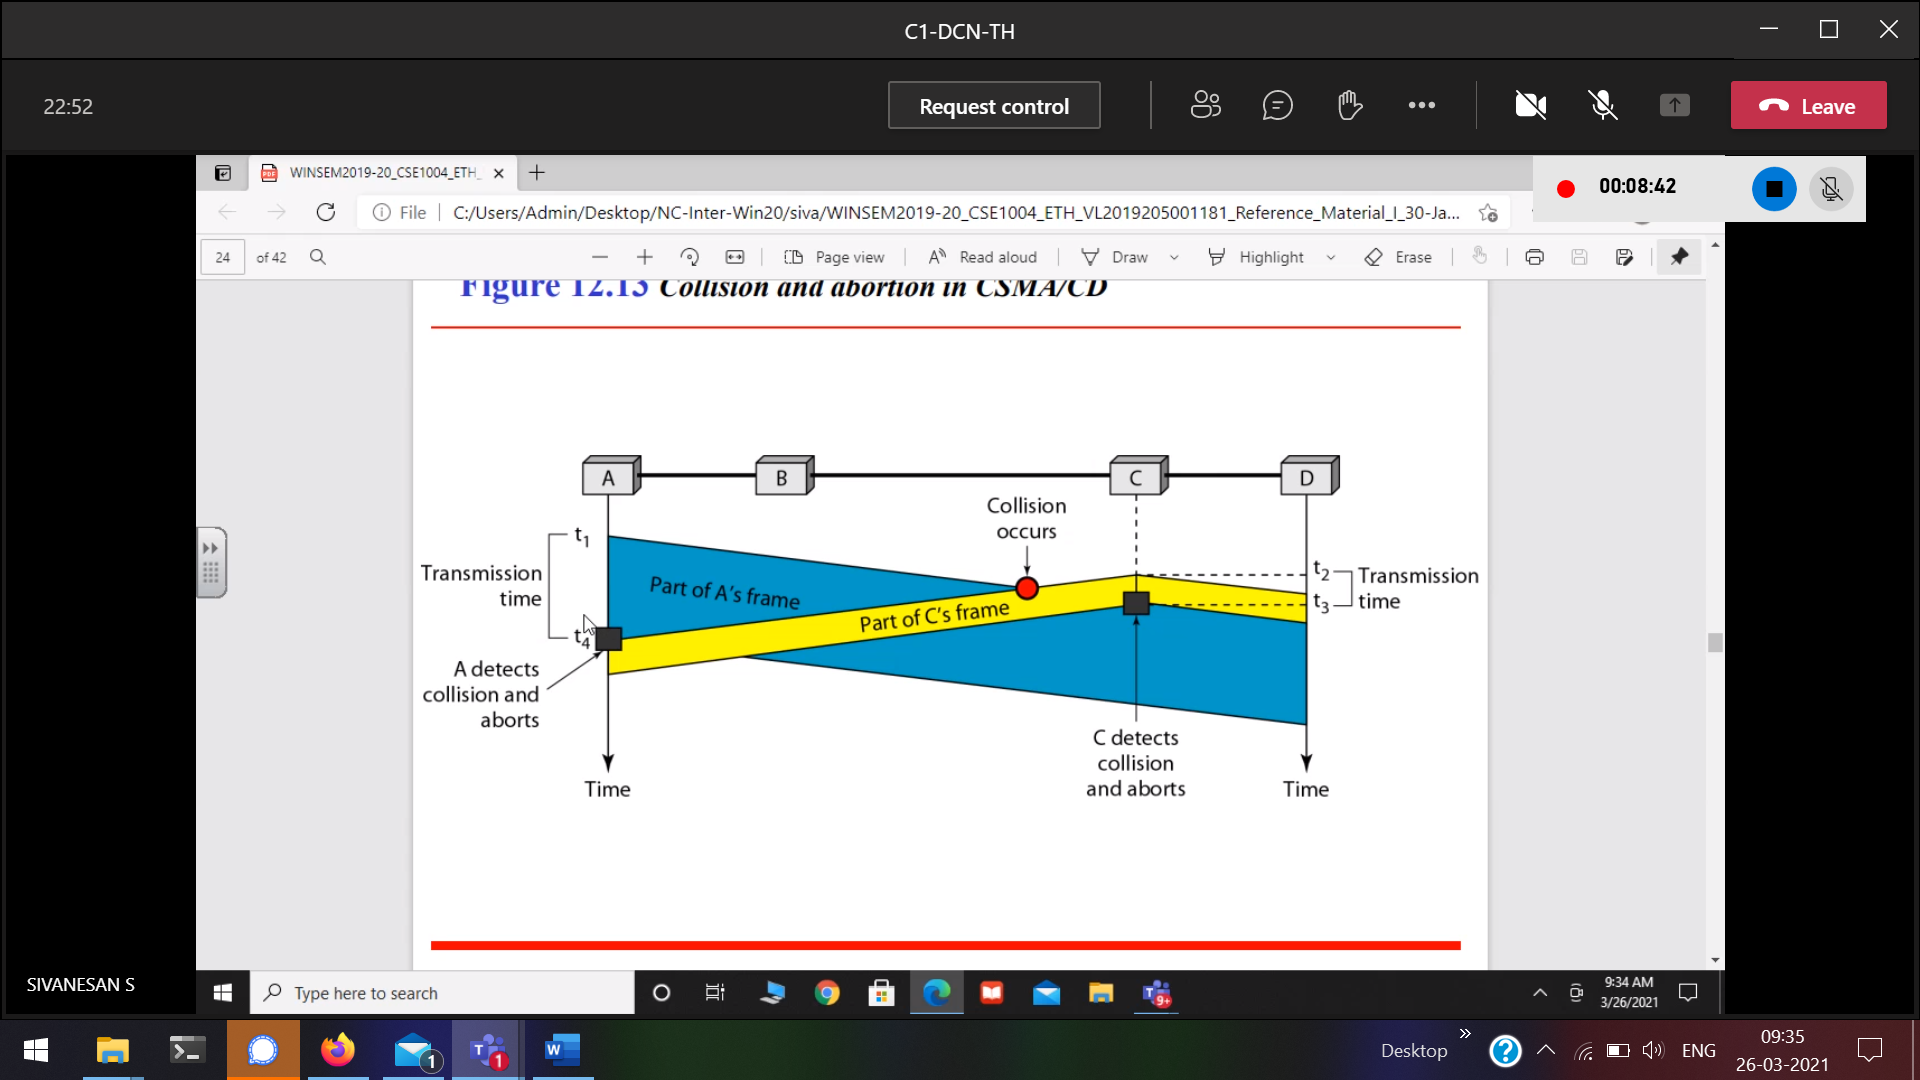 C1-DCN-TH
22:52
Request control
Leave
WINSEM2019-20_CSE1004_ETH_
00:08:42
File
C:/Users/Admin/Desktop/NC-Inter-Win20/siva/WINSEM2019-20_CSE1004_ETH_VL2019205001181_Reference_Material_I_30-Ja...
24 of 42
Page view
Read aloud
Draw
Highlight
Erase
Figure 12.13 Collision and abortion in CSMA/CD
A
B
C
D
Collision
occurs
t1
Transmission
time
t4
Part of A's frame
Part of C's frame
t2
t3
Transmission
time
A detects
collision and
aborts
C detects
collision
and aborts
Time
Time
SIVANESAN S
Type here to search
9+
9:34 AM
3/26/2021
1
1
Desktop
ENG
09:35
26-03-2021